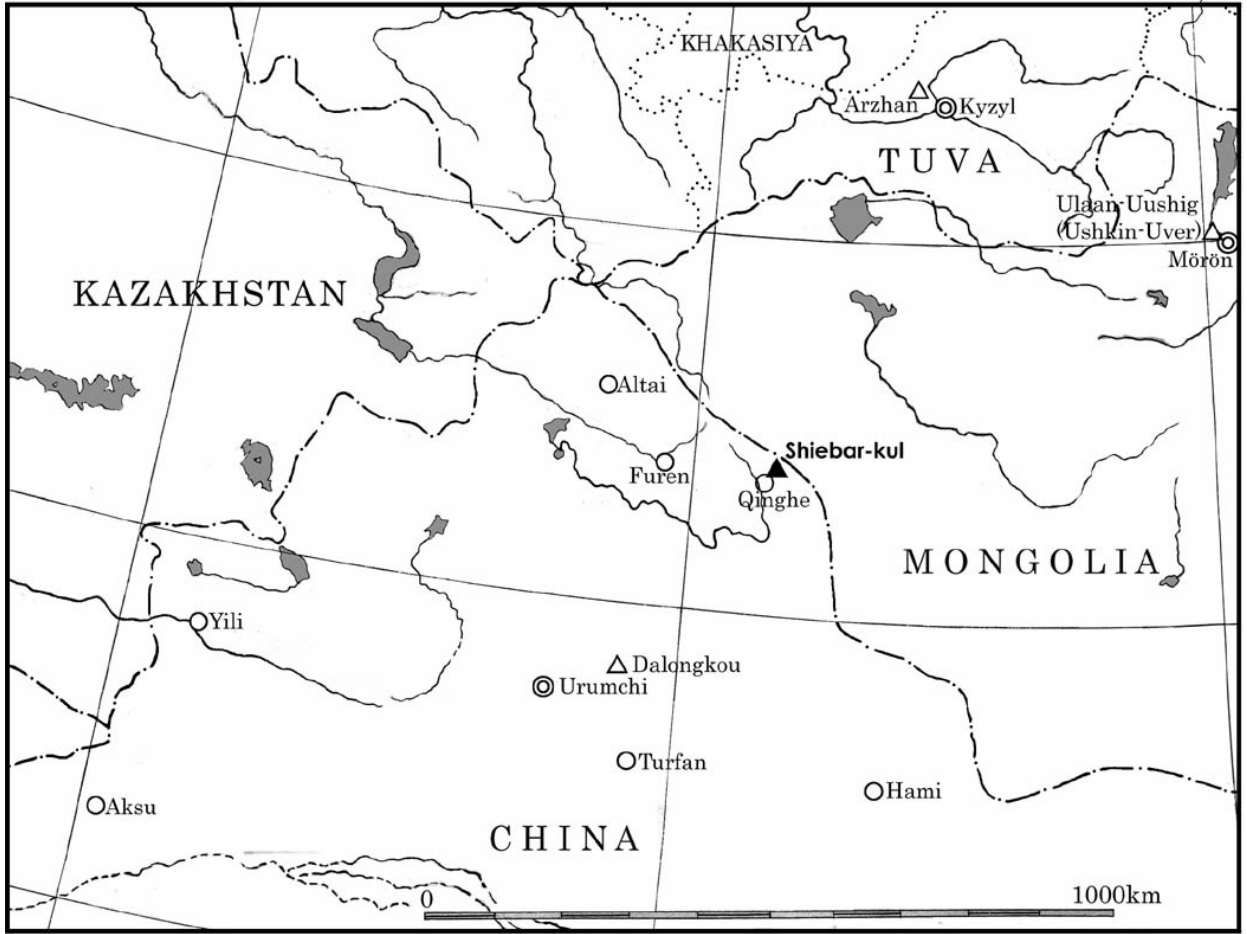 KHAKASIYA
Arzhan
Kyzyl
TUVA
Ulaan-Uushig
(Ushkin-Uver)
Mörön
KAZAKHSTAN
Altai
Shiebar-kul
Furen
Qinghe
MONGOLIA
Yili
Dalongkou
Urumchi
Turfan
Hami
Aksu
CHINA
0
1000km